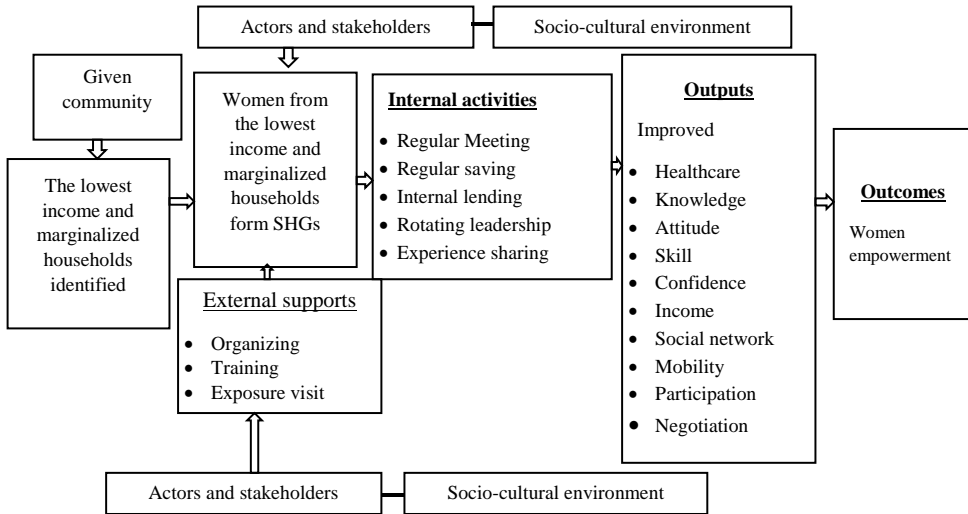 Actors and stakeholders
Socio-cultural environment
Given
community
The lowest
income and
marginalized
households
identified
Women from
the lowest
income and
marginalized
households
form SHGs
External supports
• Organizing
• Training
• Exposure visit
Internal activities
• Regular Meeting
• Regular saving
• Internal lending
• Rotating leadership
• Experience sharing
Outputs
Improved
• Healthcare
• Knowledge
• Attitude
• Skill
• Confidence
• Income
• Social network
• Mobility
• Participation
• Negotiation
Outcomes
Women
empowerment
Actors and stakeholders
Socio-cultural environment